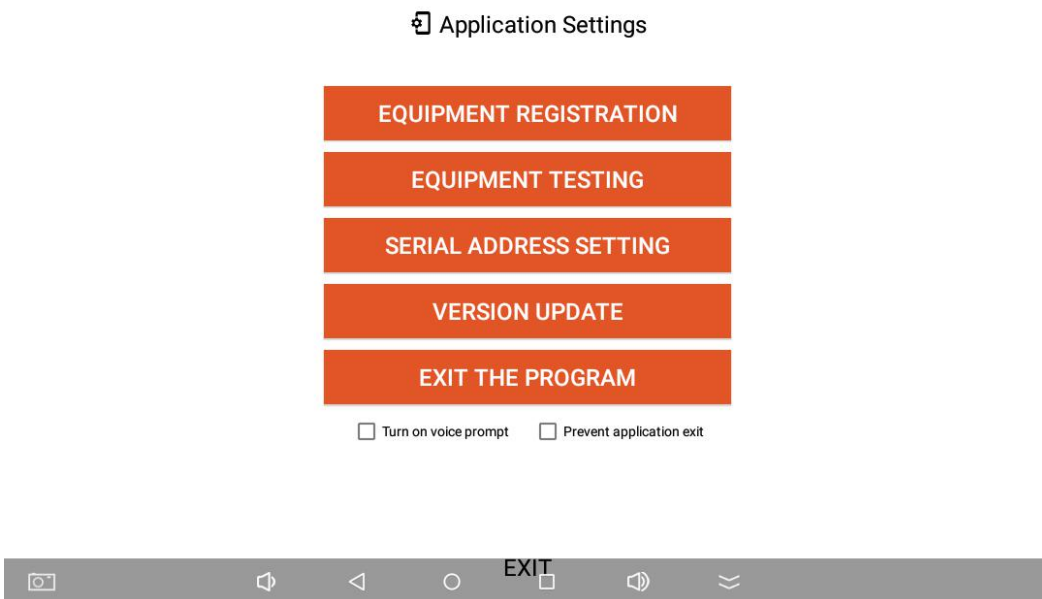 Application Settings
EQUIPMENT REGISTRATION
EQUIPMENT TESTING
SERIAL ADDRESS SETTING
VERSION UPDATE
EXIT THE PROGRAM
Turn on voice prompt Prevent application exit
EXIT